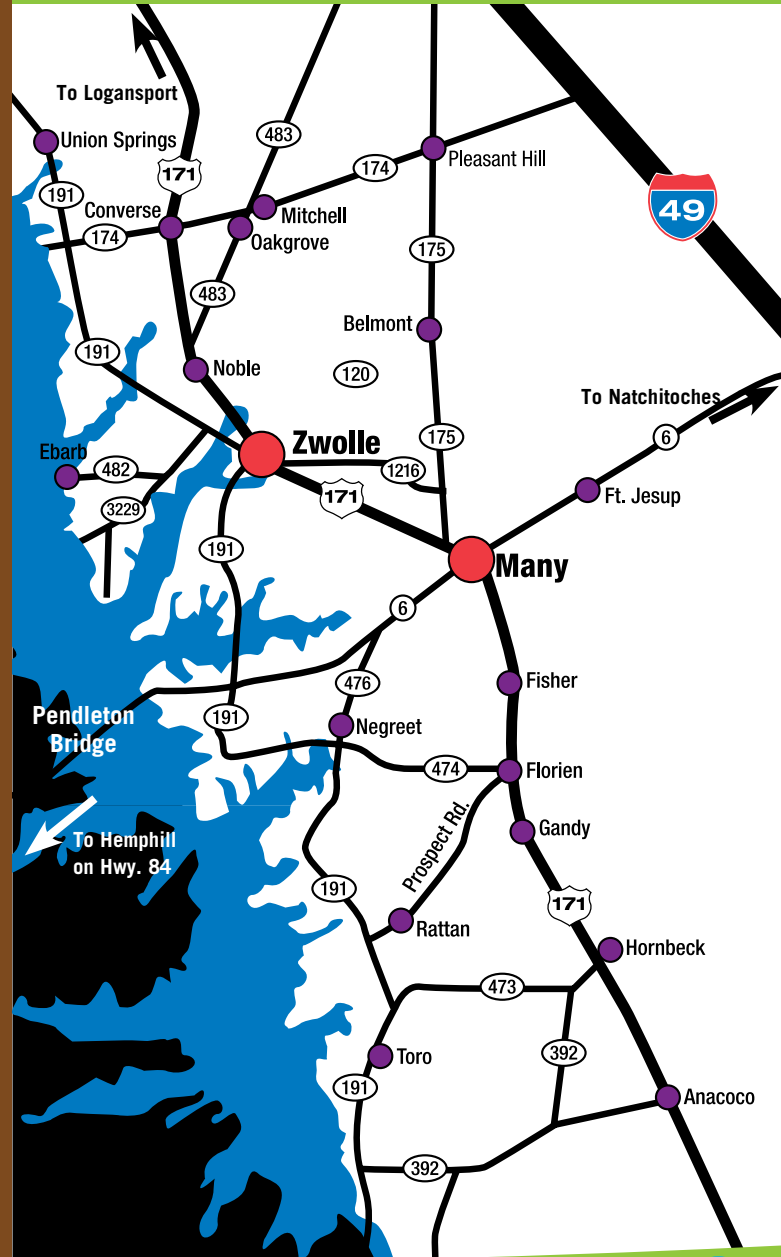 To Logansport
Union Springs
483
Pleasant Hill
171
174
191
Converse
Mitchell
49
174
Oakgrove
175
483
Belmont
191
Noble
120
To Natchitoches
175
6
Zwolle
Ebarb
482
1216
171
Ft. Jesup
3229
191
Many
6
476
Fisher
191
Pendleton
Bridge
Negreet
474
Florien
To Hemphill
on Hwy. 84
Prospect Rd.
Gandy
191
171
Rattan
Hornbeck
473
Toro
392
191
Anacoco
392